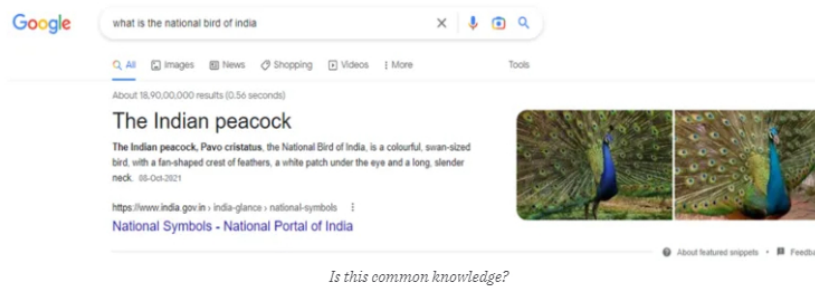 Google
what is the national bird of india
All Images News Shopping Videos More Tools
About 18,90,00,000 results (0.56 seconds)
The Indian peacock
The Indian peacock, Pavo cristatus, the National Bird of India, is a colourful, swan-sized
bird, with a fan-shaped crest of feathers, a white patch under the eye and a long, slender
neck. 08-Oct-2021
https://www.india.gov.in › india-glance › national-symbols
National Symbols - National Portal of India
About featured snippets • Feedba
Is this common knowledge?